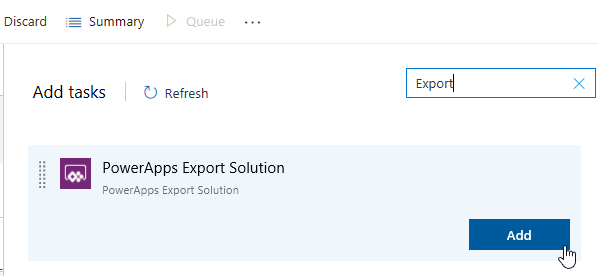 Discard Summary Queue ...
Add tasks Refresh Export
PowerApps Export Solution
PowerApps Export Solution
Add